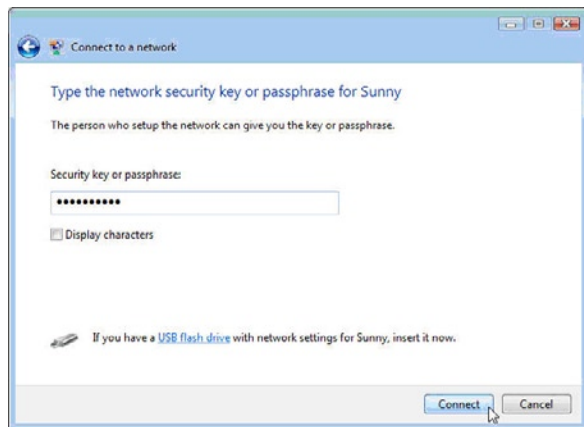 Connect to a network
Type the network security key or passphrase for Sunny
The person who setup the network can give you the key or passphrase.
Security key or passphrase:
••••••••••
Display characters
If you have a USB flash drive with network settings for Sunny, insert it now.
Connect Cancel